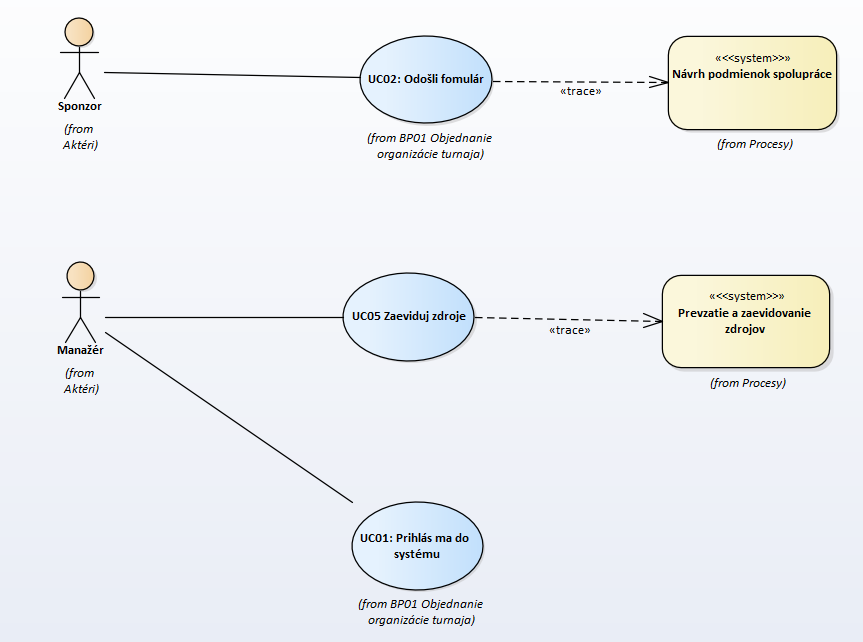 Sponzor
(from
Aktéri)
UC02: Odošli fomulár
(from BP01 Objednanie
organizácie turnaja)
«trace»
«<<system>>»
Návrh podmienok spolupráce
(from Procesy)
Manažér
(from
Aktéri)
UC05 Zaeviduj zdroje
«trace»
«<<system>>»
Prevzatie a zaevidovanie
zdrojov
(from Procesy)
UC01: Prihlás ma do
systému
(from BP01 Objednanie
organizácie turnaja)